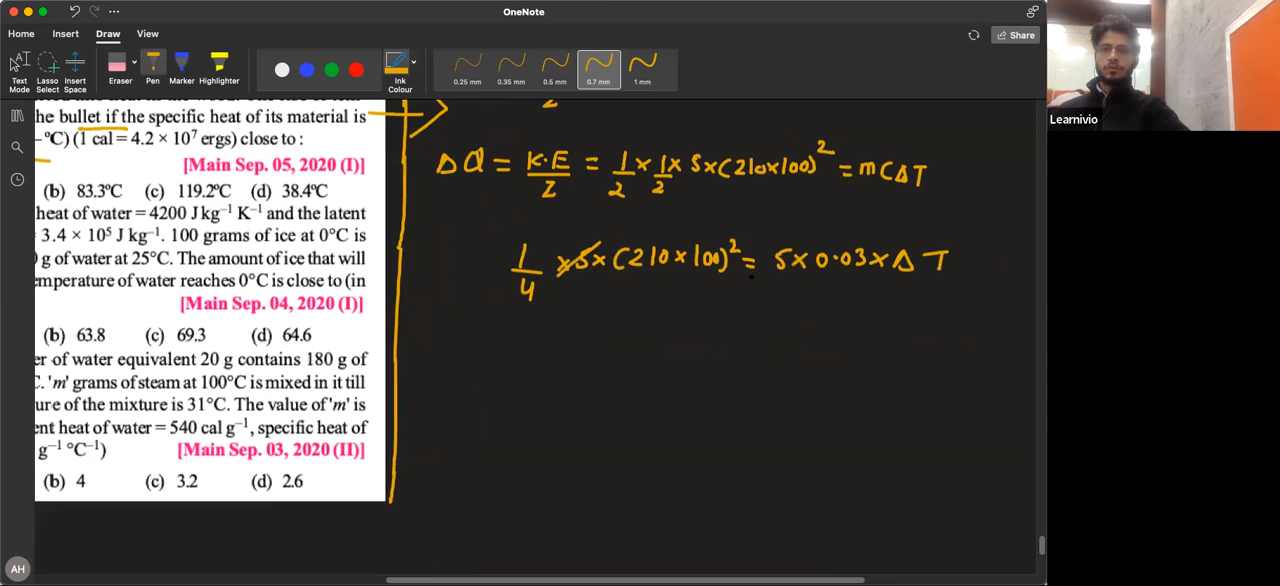 OneNote
Home Insert Draw View
Share
Text Mode Lasso Select Insert Space Eraser Pen Marker Highlighter Ink Colour 0.25 mm 0.35 mm 0.5 mm 0.7 mm 1 mm
he bullet if the specific heat of its material is
–ºC) (1 cal = 4.2 × 10⁷ ergs) close to :
[Main Sep. 05, 2020 (I)]
(b) 83.3ºC (c) 119.2ºC (d) 38.4ºC
heat of water = 4200 J kg⁻¹ K⁻¹ and the latent
= 3.4 × 10⁵ J kg⁻¹. 100 grams of ice at 0°C is
g of water at 25°C. The amount of ice that will
emperature of water reaches 0°C is close to (in
[Main Sep. 04, 2020 (I)]
(b) 63.8 (c) 69.3 (d) 64.6
er of water equivalent 20 g contains 180 g of
C. 'm' grams of steam at 100°C is mixed in it till
ure of the mixture is 31°C. The value of 'm' is
ent heat of water = 540 cal g⁻¹, specific heat of
g⁻¹ °C⁻¹) [Main Sep. 03, 2020 (II)]
(b) 4 (c) 3.2 (d) 2.6
ΔQ = K.E/2 = 1/2 × 1/2 × 5 × (210×100)² = mCΔT
1/4 × 5 × (210×100)² = 5 × 0.03 × ΔT
Learnivio
AH